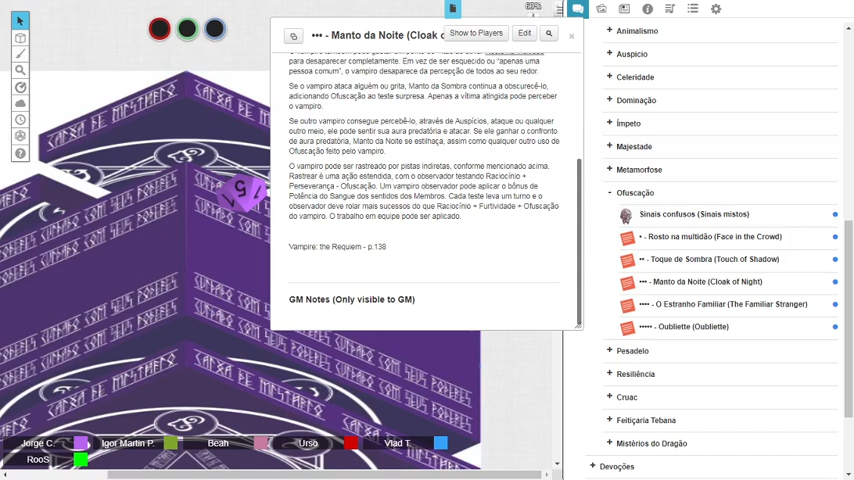 69%
••• - Manto da Noite (Cloak o
Show to Players
Edit
para desaparecer completamente. Em vez de ser esquecido ou "apenas uma
pessoa comum", o vampiro desaparece da percepção de todos ao seu redor.
Se o vampiro ataca alguém ou grita, Manto da Sombra continua a obscurecê-lo,
adicionando Ofuscação ao teste surpresa. Apenas a vítima atingida pode perceber
o vampiro.
Se outro vampiro consegue percebê-lo, através de Auspícios, ataque ou qualquer
outro meio, ele pode sentir sua aura predatória e atacar. Se ele ganhar o confronto
de aura predatória, Manto da Noite se estilhaça, assim como qualquer outro uso de
Ofuscação feito pelo vampiro.
O vampiro pode ser rastreado por pistas indiretas, conforme mencionado acima.
Rastrear é uma ação estendida, com o observador testando Raciocínio +
Perseverança - Ofuscação. Um vampiro observador pode aplicar o bônus de
Potência do Sangue dos sentidos dos Membros. Cada teste leva um turno e o
observador deve rolar mais sucessos do que Raciocínio + Furtividade + Ofuscação
do vampiro. O trabalho em equipe pode ser aplicado.
Vampire: the Requiem - p.138
GM Notes (Only visible to GM)
Animalismo
Auspicio
Celeridade
Dominação
Ímpeto
Majestade
Metamorfose
Ofuscação
Sinais confusos (Sinais mistos)
• - Rosto na multidão (Face in the Crowd)
•• - Toque de Sombra (Touch of Shadow)
••• - Manto da Noite (Cloak of Night)
•••• - O Estranho Familiar (The Familiar Stranger)
••••• - Oubliette (Oubliette)
Pesadelo
Resiliência
Cruac
Feitiçaria Tebana
Mistérios do Dragão
Devoções
15
Jorge C.
Igor Martin P.
Beah
Urso
Vlad T.
RooS